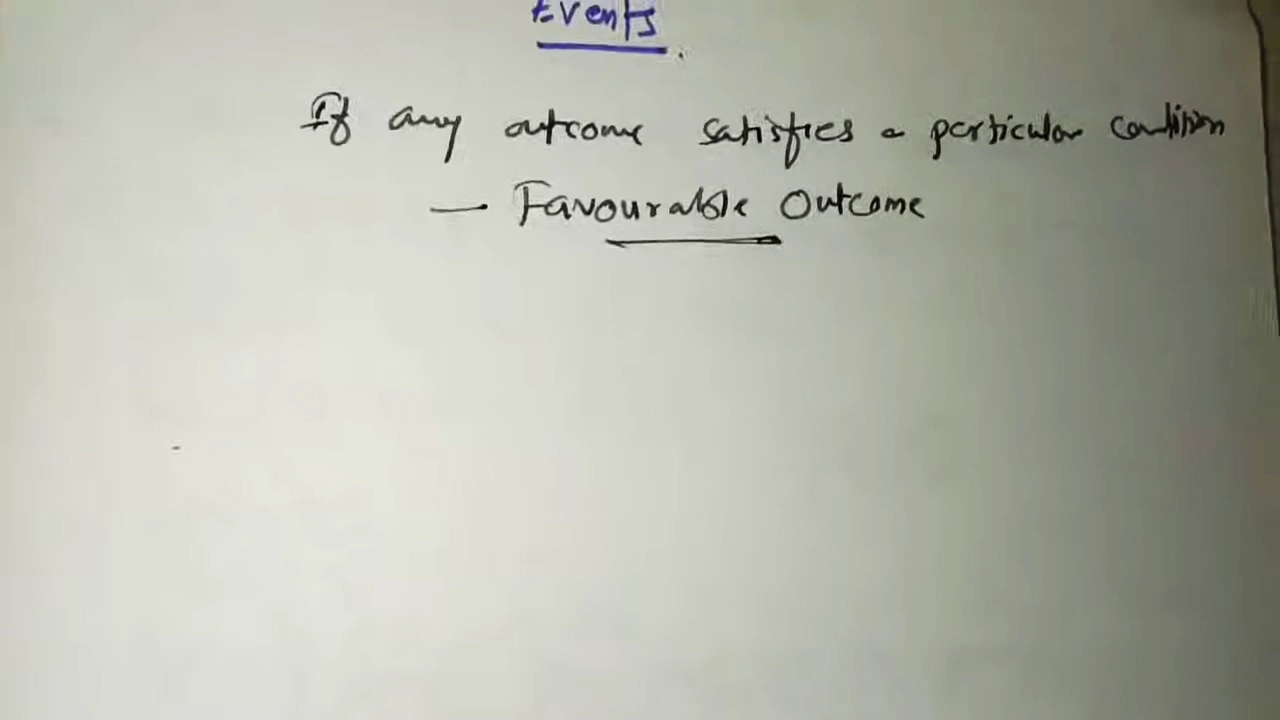 Events
If any outcome satisfies a particular condition
— Favourable Outcome